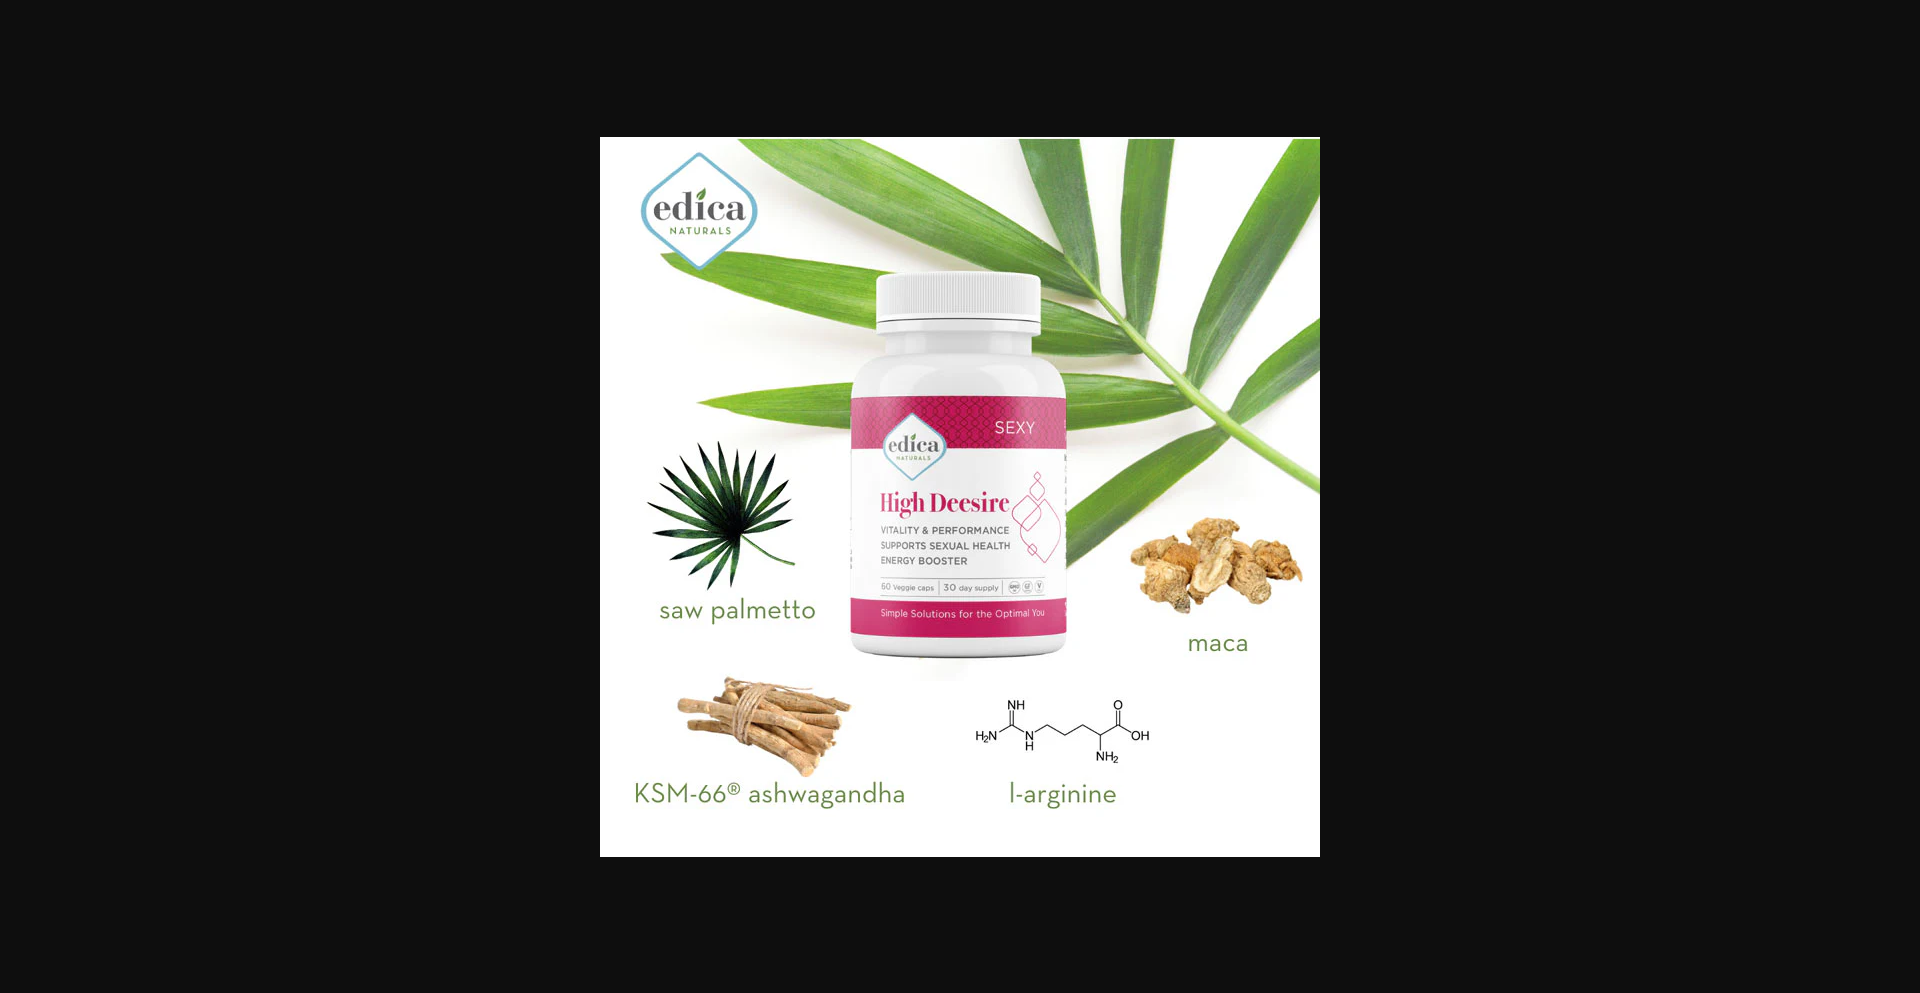 edica
NATURALS
SEXY
edica
NATURALS
High Deesire
VITALITY & PERFORMANCE
SUPPORTS SEXUAL HEALTH
ENERGY BOOSTER
60 Veggie caps 30 day supply
Simple Solutions for the Optimal You
saw palmetto
maca
NH
H2N
N
H
O
OH
NH2
KSM-66® ashwagandha
l-arginine